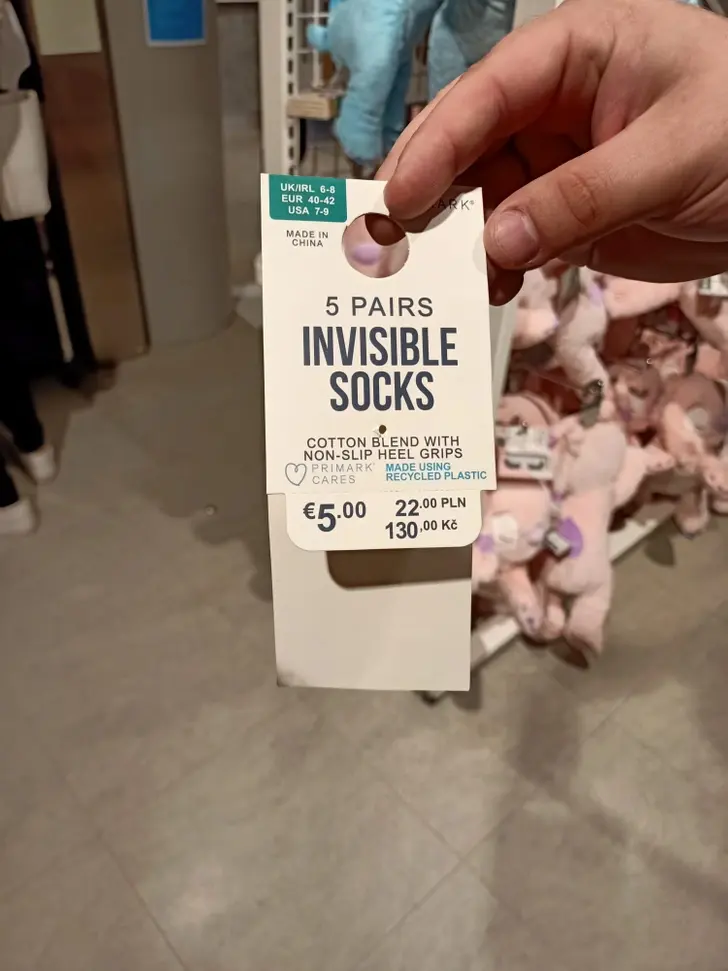 UK/IRL 6-8
EUR 40-42
USA 7-9
ARK®
MADE IN
CHINA
5 PAIRS
INVISIBLE
SOCKS
COTTON BLEND WITH
NON-SLIP HEEL GRIPS
PRIMARK®
CARES
MADE USING
RECYCLED PLASTIC
€5.00
22.00 PLN
130,00 Kč